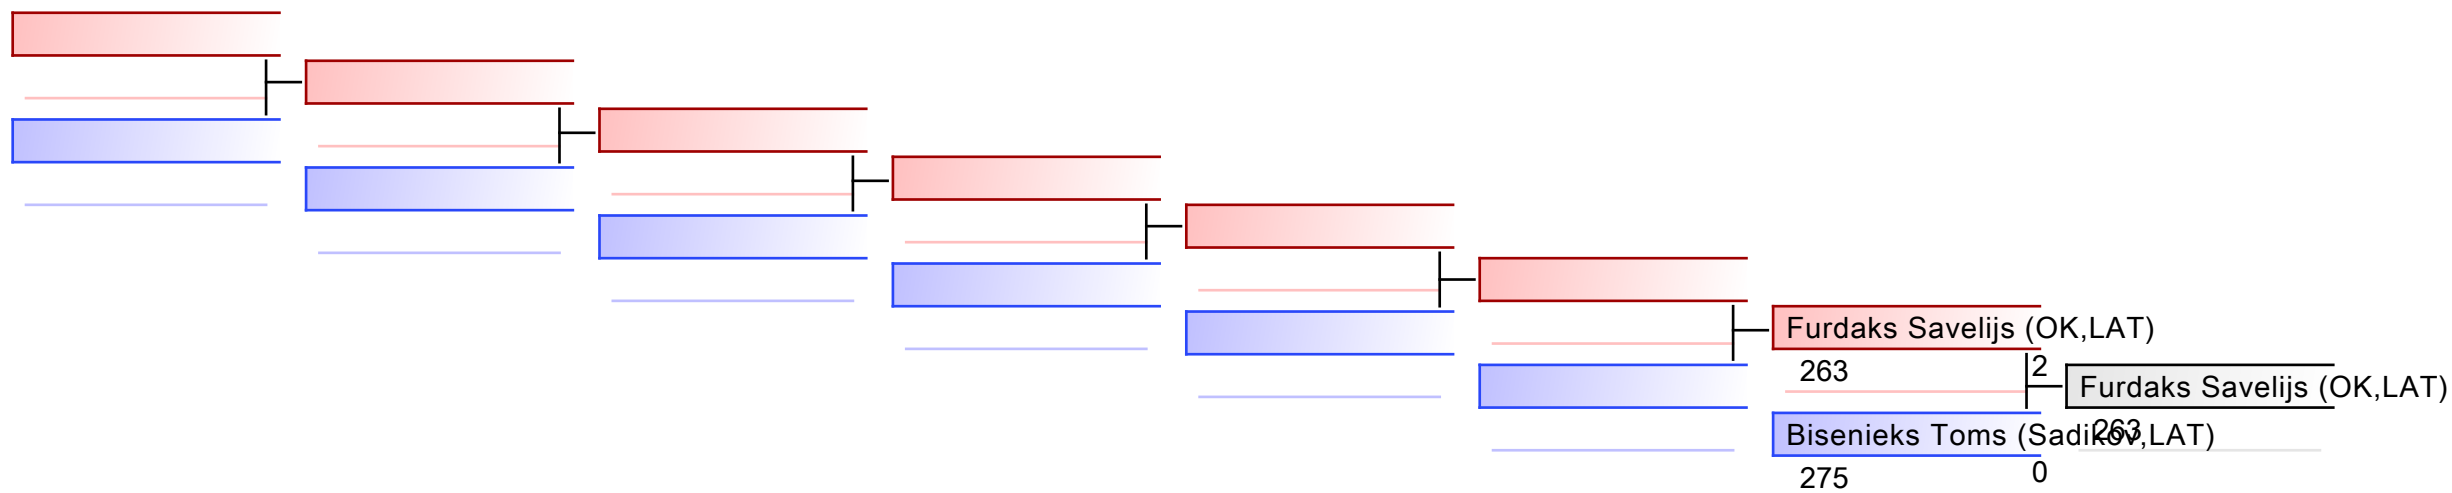 Furdaks Savelijs (OK,LAT)
263
2
Furdaks Savelijs (OK,LAT)
263
Bisenieks Toms (Sadikov,LAT)
275
0